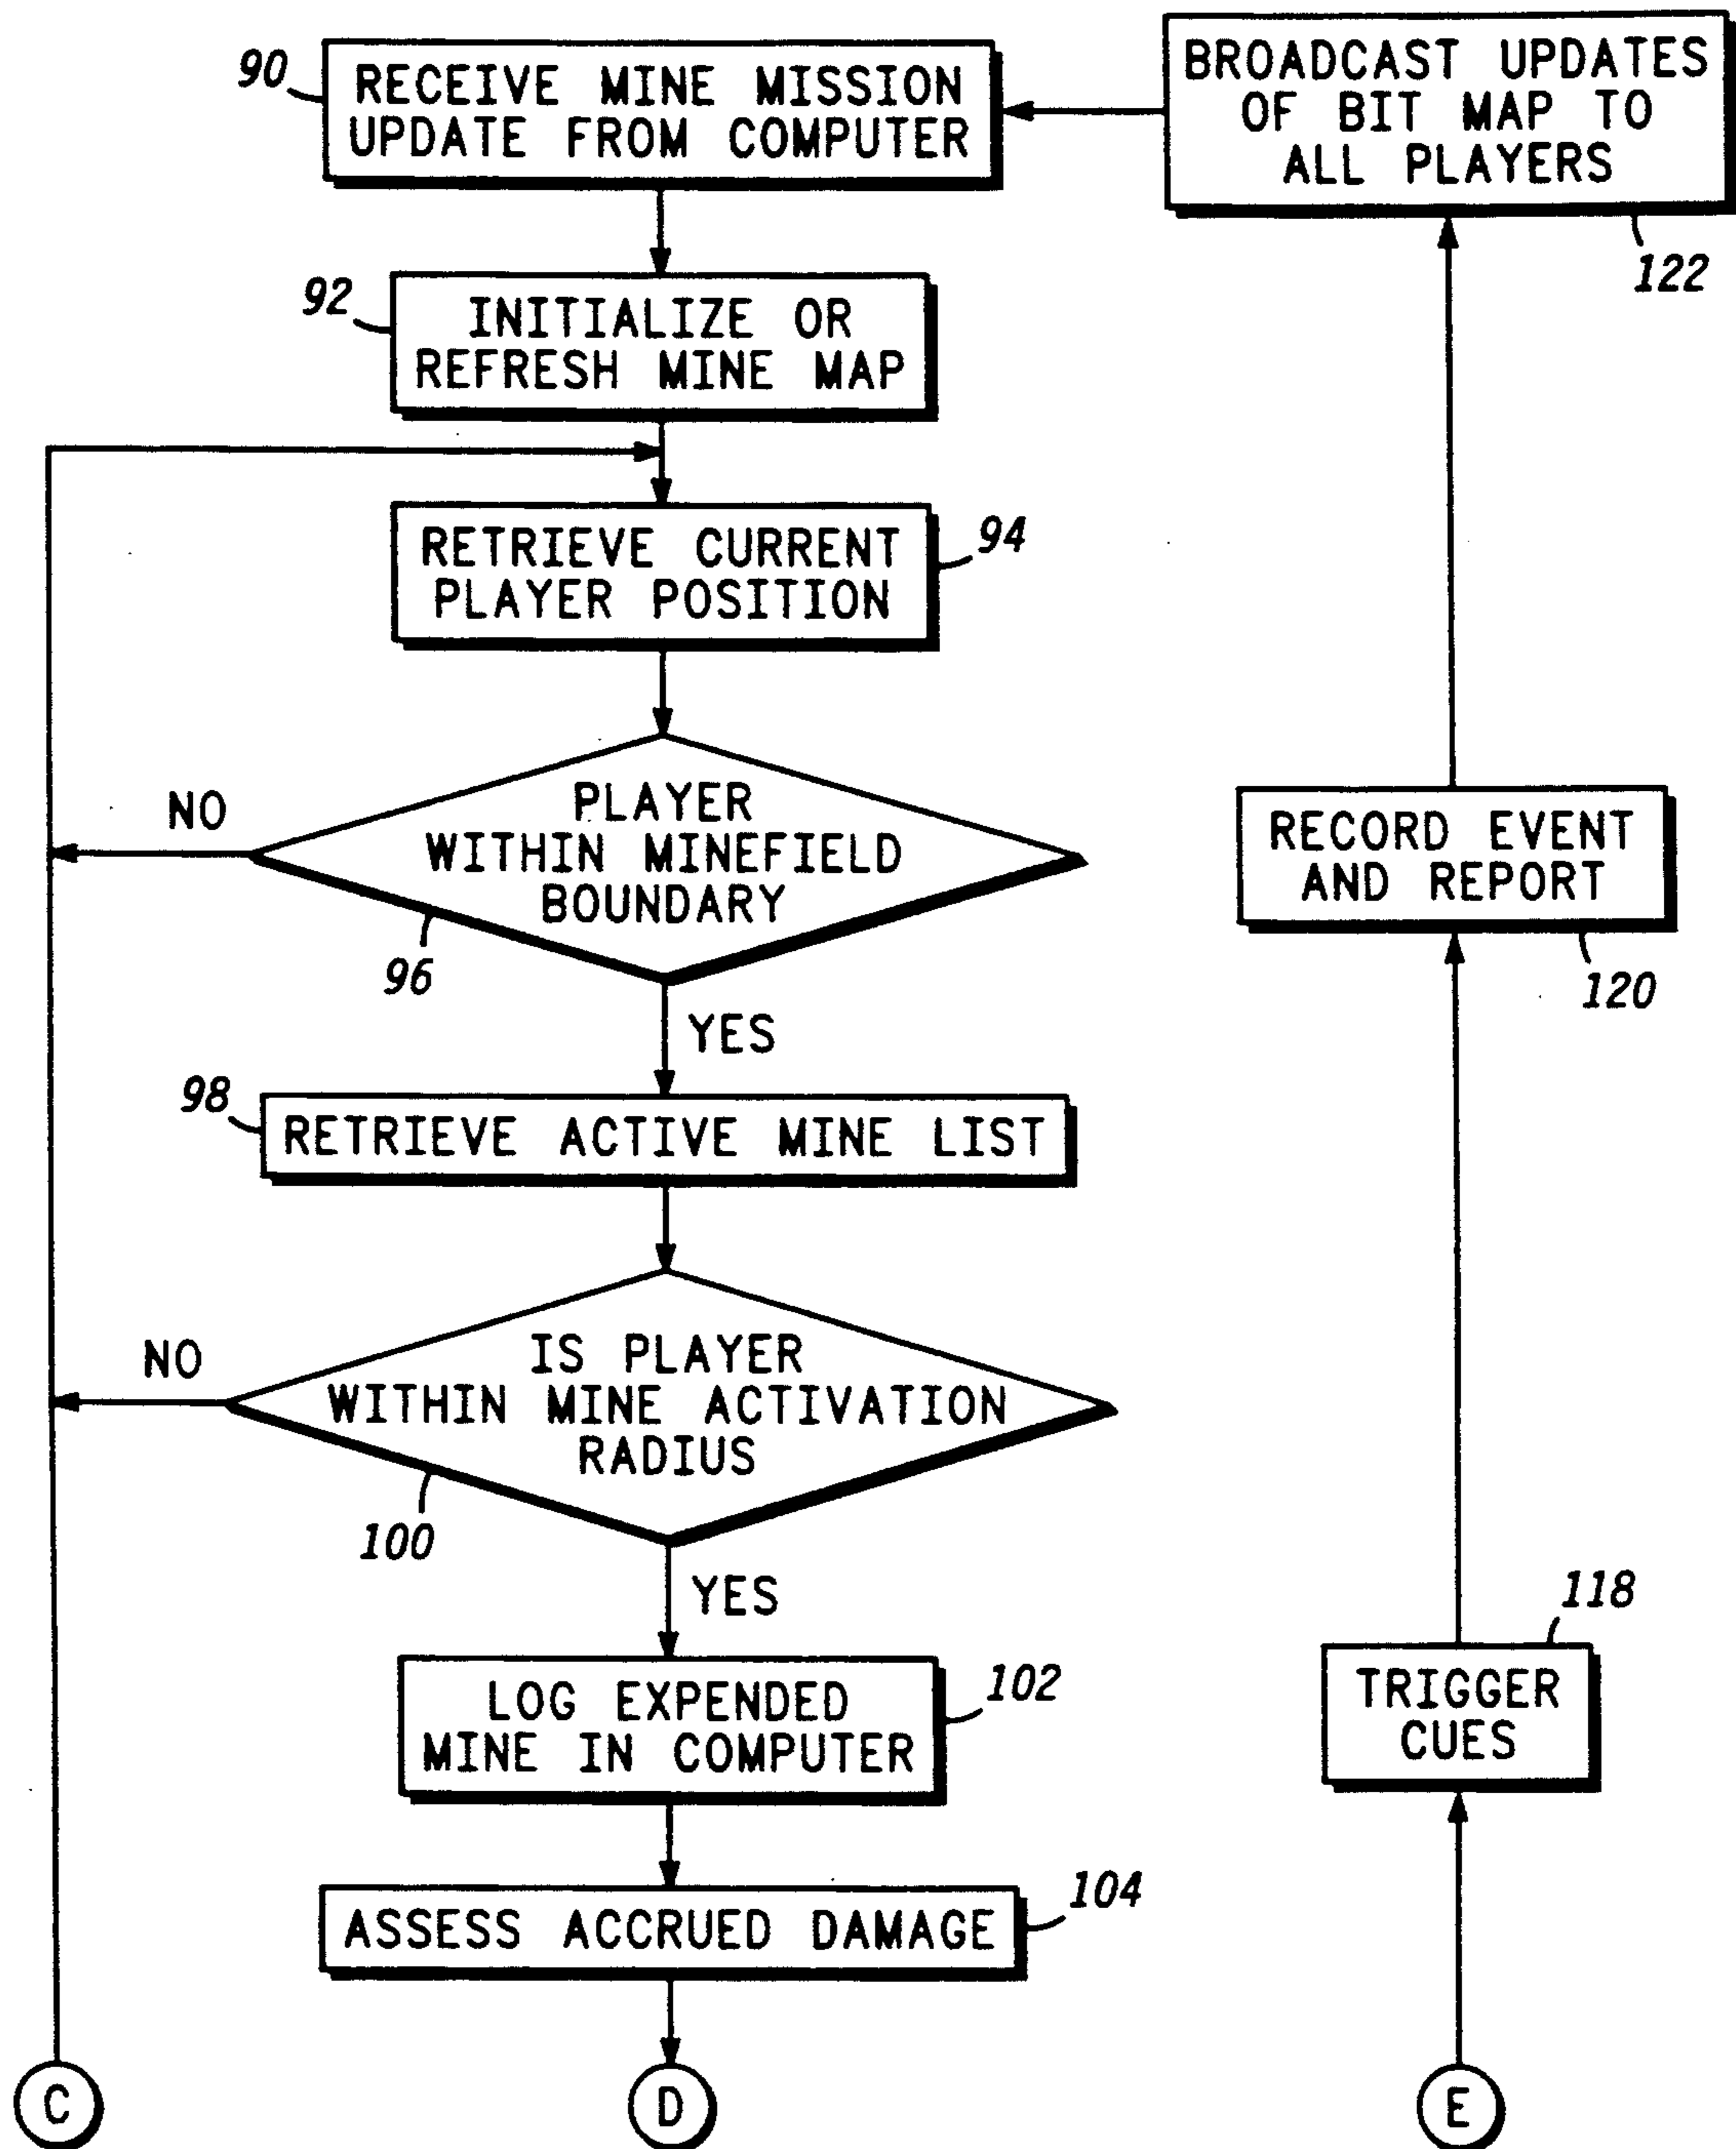 90
RECEIVE MINE MISSION
UPDATE FROM COMPUTER
BROADCAST UPDATES
OF BIT MAP TO
ALL PLAYERS
122
92
INITIALIZE OR
REFRESH MINE MAP
RETRIEVE CURRENT
PLAYER POSITION
94
NO
PLAYER
WITHIN MINEFIELD
BOUNDARY
96
YES
RECORD EVENT
AND REPORT
120
98
RETRIEVE ACTIVE MINE LIST
NO
IS PLAYER
WITHIN MINE ACTIVATION
RADIUS
100
YES
LOG EXPENDED
MINE IN COMPUTER
102
118
TRIGGER
CUES
ASSESS ACCRUED DAMAGE
104
C
D
E